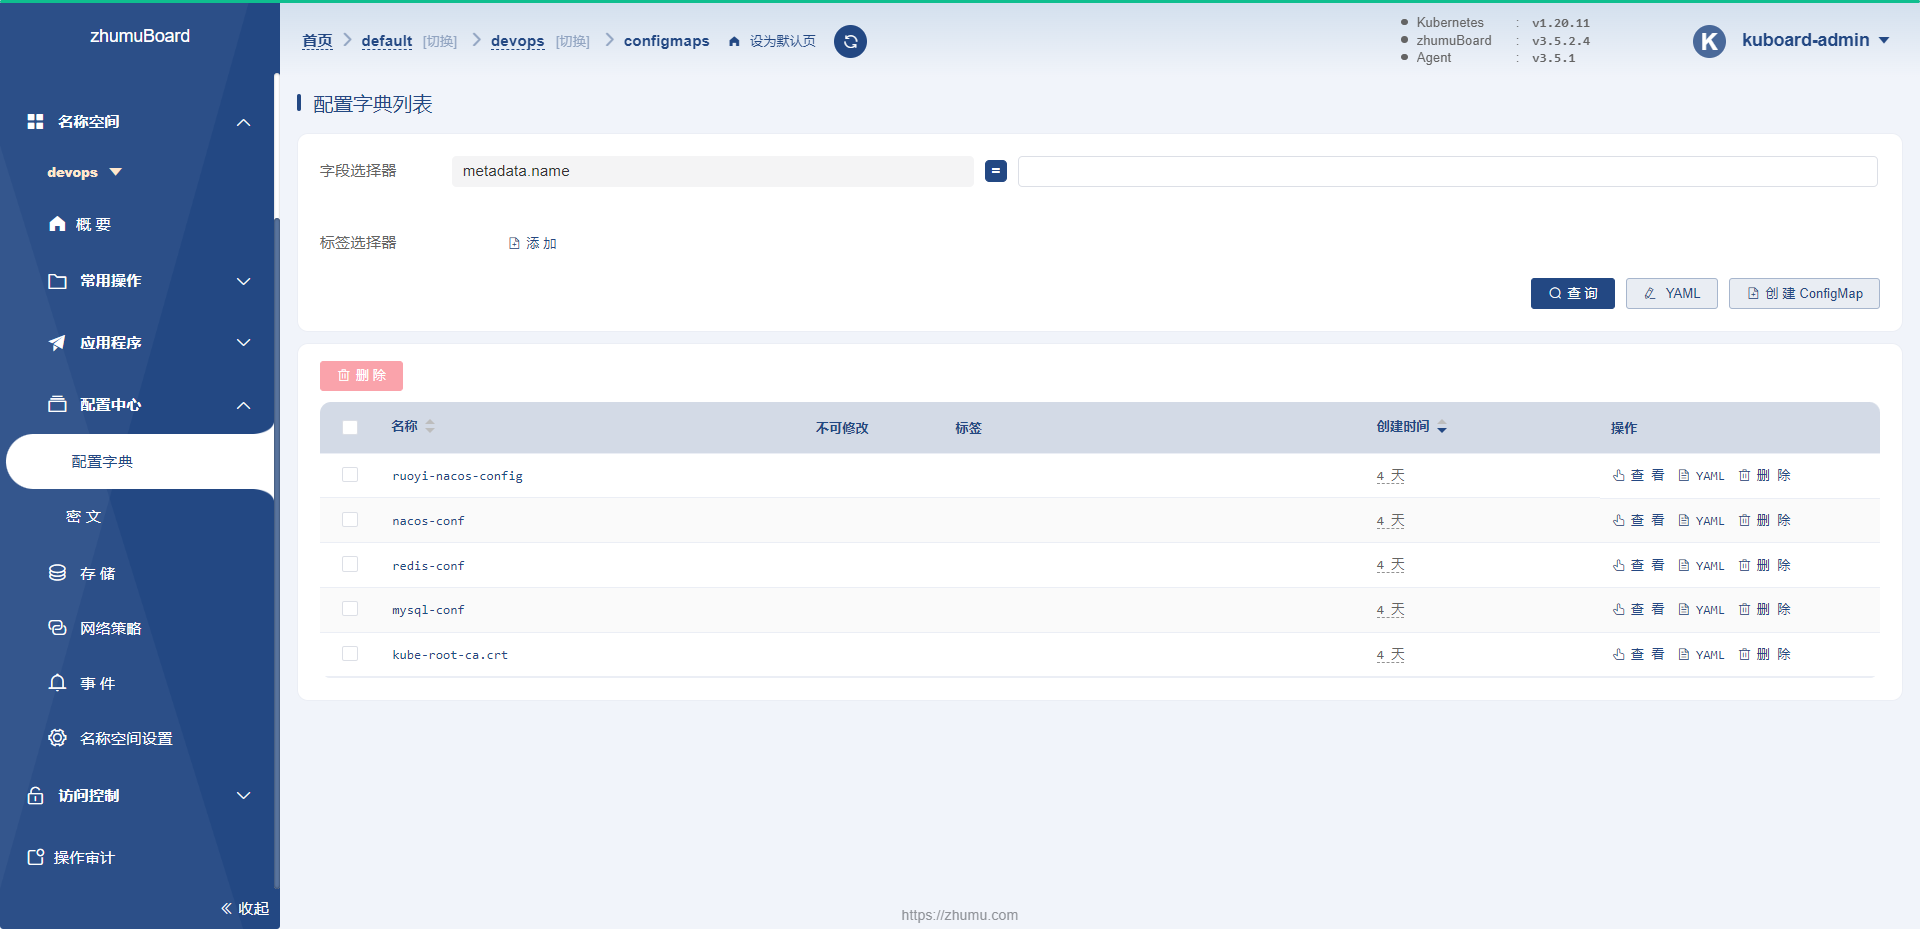 zhumuBoard
名称空间
devops
概 要
常用操作
应用程序
配置中心
配置字典
密 文
存 储
网络策略
事 件
名称空间设置
访问控制
操作审计
收起
首页 default [切换] devops [切换] configmaps 设为默认页
Kubernetes : v1.20.11
zhumuBoard : v3.5.2.4
Agent : v3.5.1
K kuboard-admin
配置字典列表
字段选择器 metadata.name =
标签选择器 添 加
查 询 YAML 创 建 ConfigMap
删 除
名称 不可修改 标签 创建时间 操作
ruoyi-nacos-config 4 天 查 看 YAML 删 除
nacos-conf 4 天 查 看 YAML 删 除
redis-conf 4 天 查 看 YAML 删 除
mysql-conf 4 天 查 看 YAML 删 除
kube-root-ca.crt 4 天 查 看 YAML 删 除
https://zhumu.com